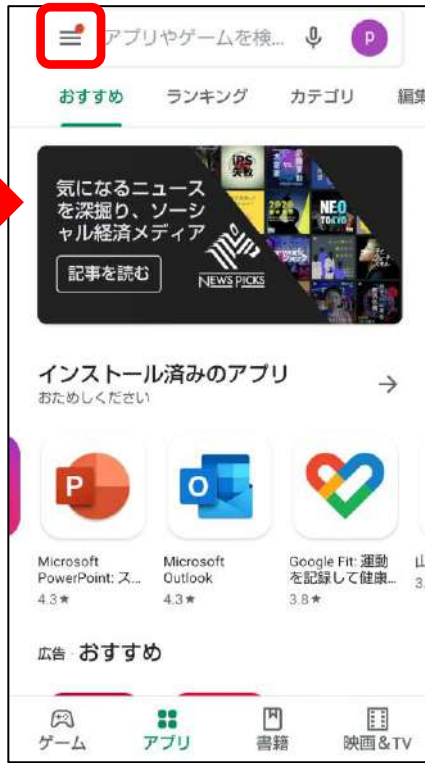 アプリやゲームを検...
p
おすすめ
ランキング
カテゴリ
編集
気になるニュース
を深掘り、ソーシ
ャル経済メディア
記事を読む
NEWS PICKS
NEO
TOKYO
インストール済みのアプリ
おためしください
P
O
Microsoft
PowerPoint: ス...
4.3★
Microsoft
Outlook
4.3★
Google Fit: 運動
を記録して健康...
3.8★
山
3.
広告・おすすめ
ゲーム
アプリ
書籍
映画&TV